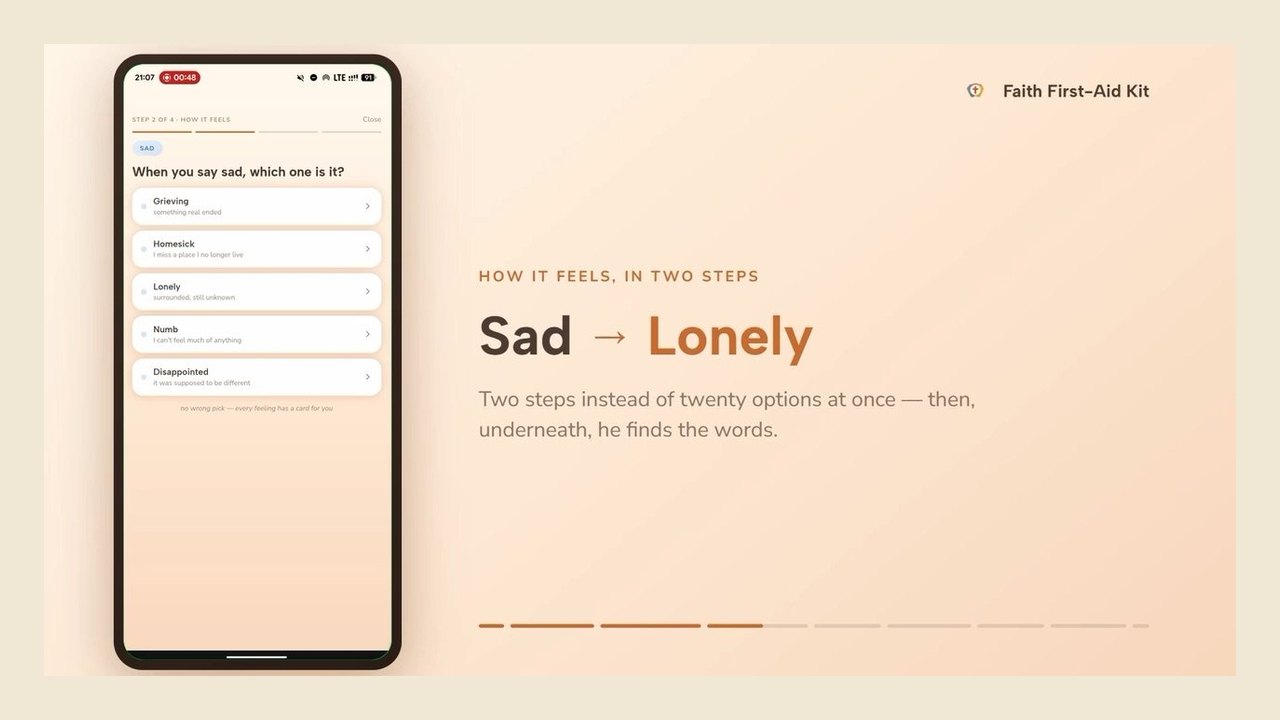 21:07 00:48 LTE 91
STEP 2 OF 4 · HOW IT FEELS Close
SAD
When you say sad, which one is it?
Grieving
something real ended
Homesick
I miss a place I no longer live
Lonely
surrounded, still unknown
Numb
I can't feel much of anything
Disappointed
it was supposed to be different
no wrong pick — every feeling has a card for you
Faith First-Aid Kit
HOW IT FEELS, IN TWO STEPS
Sad → Lonely
Two steps instead of twenty options at once — then,
underneath, he finds the words.